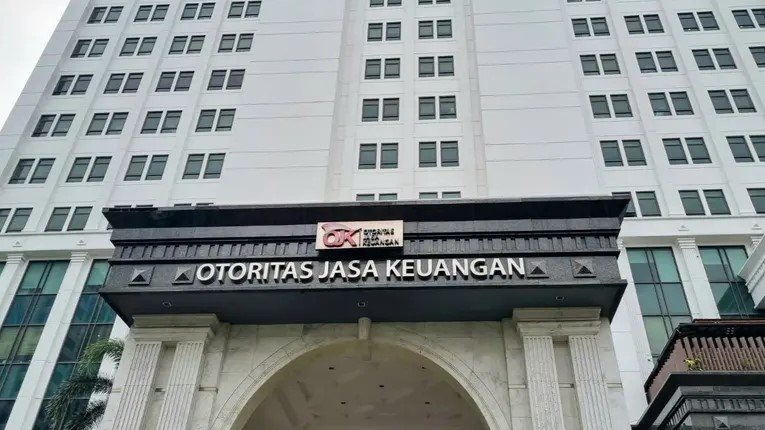 OJK
OTORITAS
JASA
KEUANGAN
OTORITAS JASA KEUANGAN